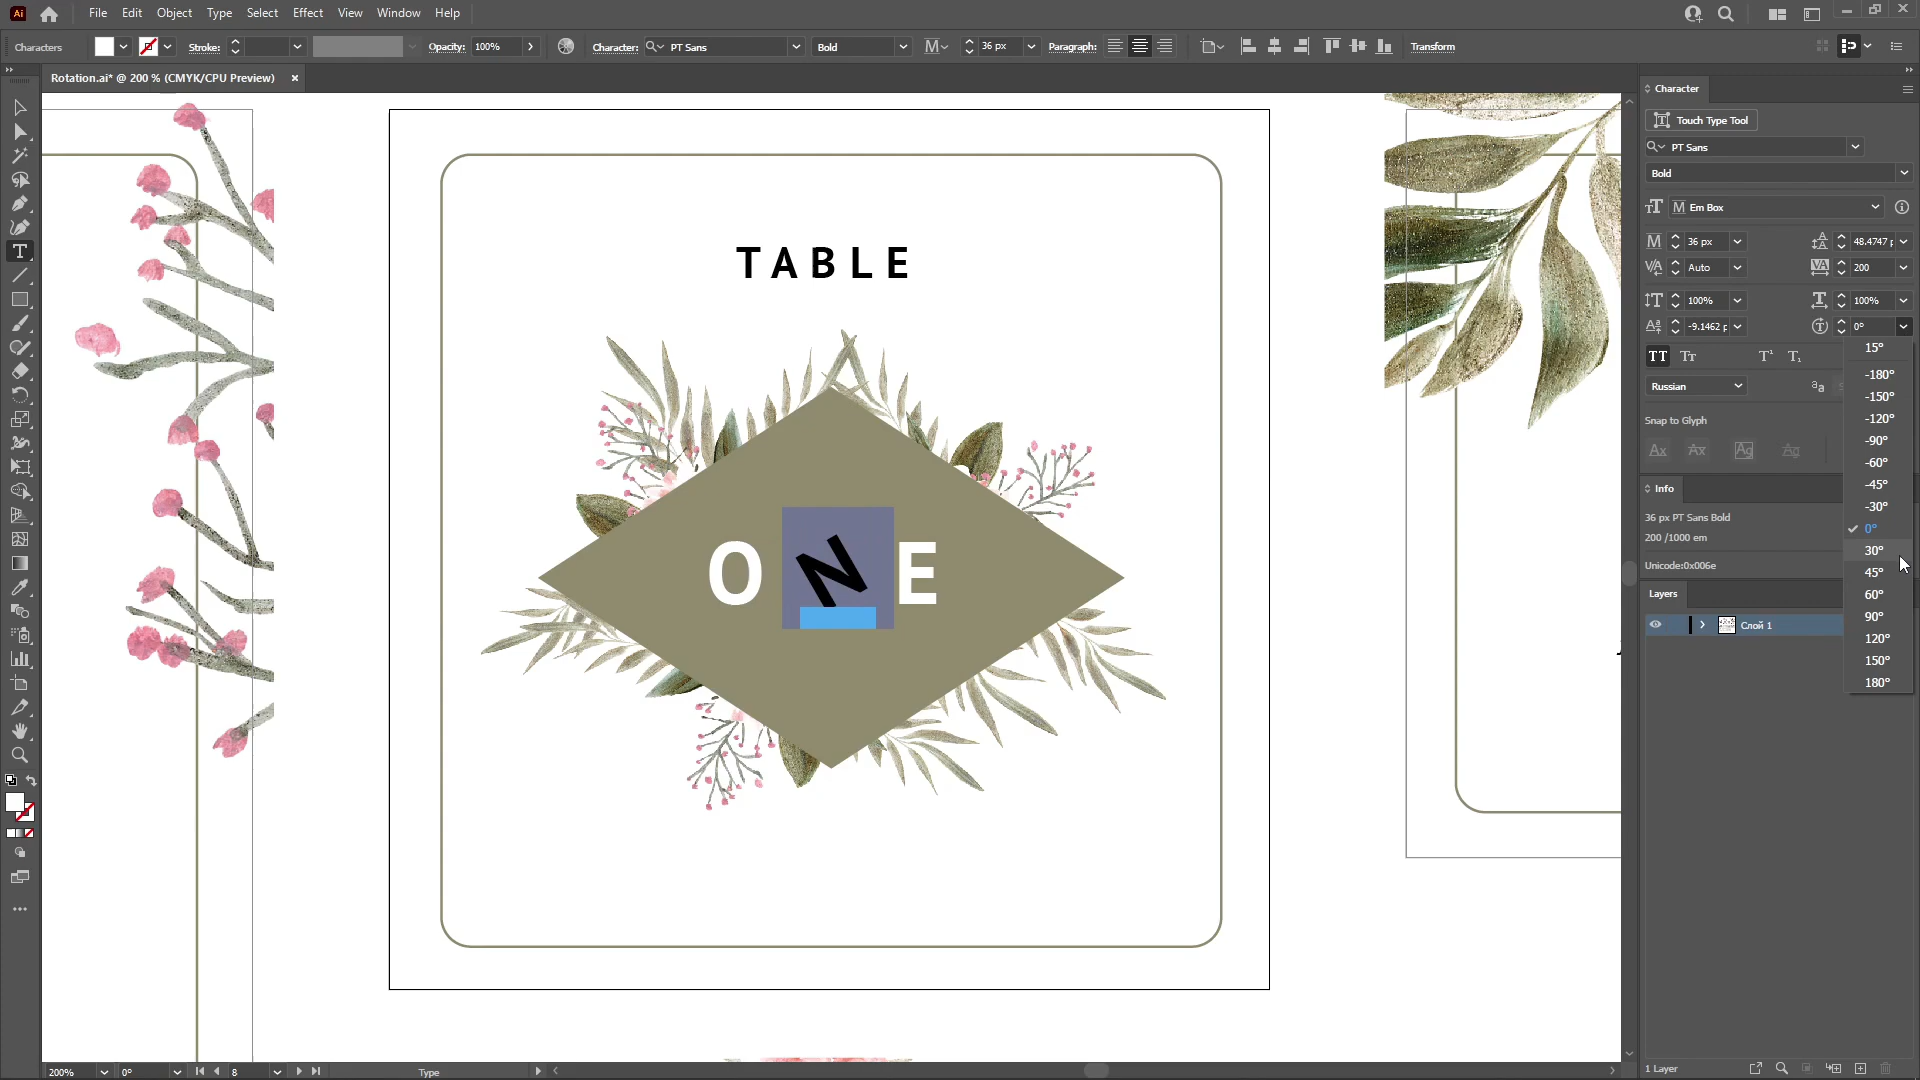 Ai File Edit Object Type Select Effect View Window Help
Characters Stroke: Opacity: 100% Character: PT Sans Bold 36 px Paragraph: Transform
Rotation.ai* @ 200 % (CMYK/CPU Preview) ×
Character
Touch Type Tool
PT Sans
Bold
Em Box
36 px 48.4747 p
Auto 200
100% 100%
-9.1462 p 0°
15°
-180°
-150°
-120°
-90°
-60°
-45°
-30°
0°
30°
45°
60°
90°
120°
150°
180°
Russian
Snap to Glyph
Info
36 px PT Sans Bold
200 /1000 em
Unicode:0x006e
Layers
Слой 1
1 Layer
TABLE
ONE
200% 0° 8 Type